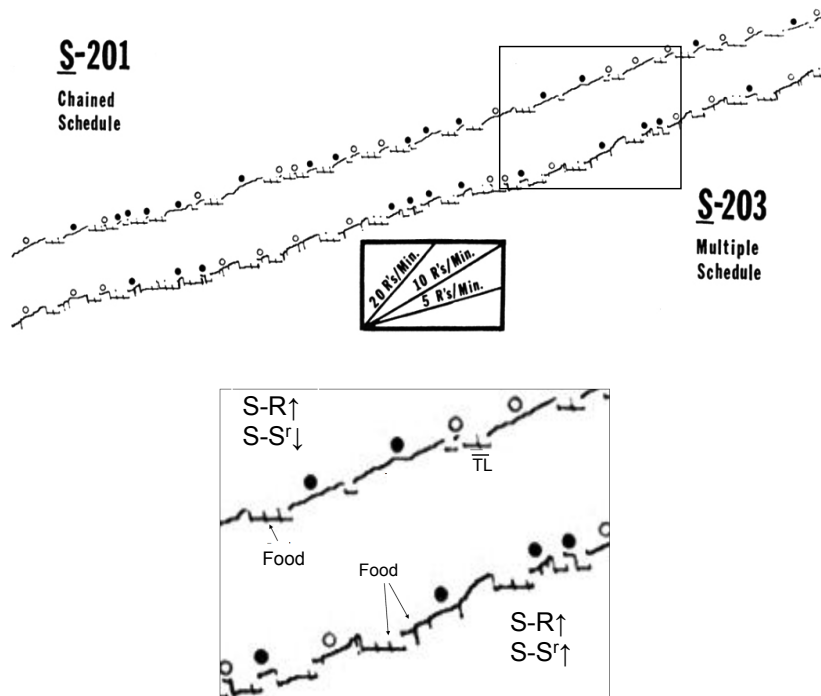 S-201
Chained
Schedule
S-203
Multiple
Schedule
20 R's/Min.
10 R's/Min.
5 R's/Min.
S-R↑
S-Sʳ↓
TL
Food
Food
S-R↑
S-Sʳ↑